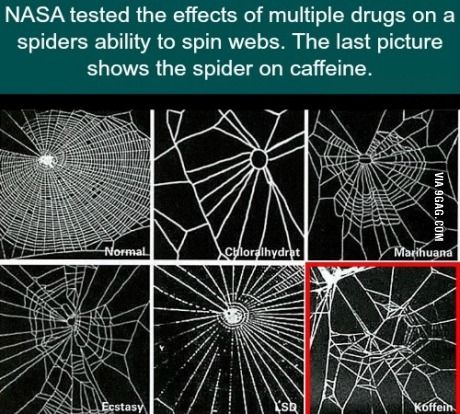 NASA tested the effects of multiple drugs on a
spiders ability to spin webs. The last picture
shows the spider on caffeine.
Normal
Chloralhydrat
Marihuana
VIA 9GAG.COM
Ecstasy
LSD
Koffein